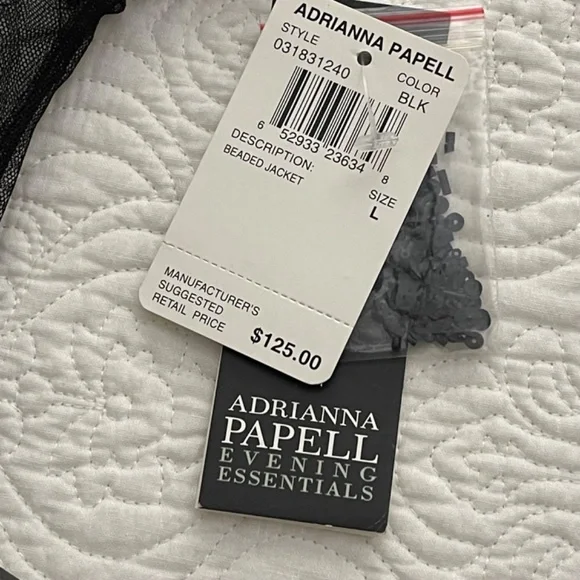 ADRIANNA PAPELL
STYLE
031831240
COLOR
BLK
6 52933 23634 8
DESCRIPTION:
BEADED JACKET
SIZE
L
MANUFACTURER'S
SUGGESTED
RETAIL PRICE
$125.00
ADRIANNA
PAPELL
EVENING
ESSENTIALS